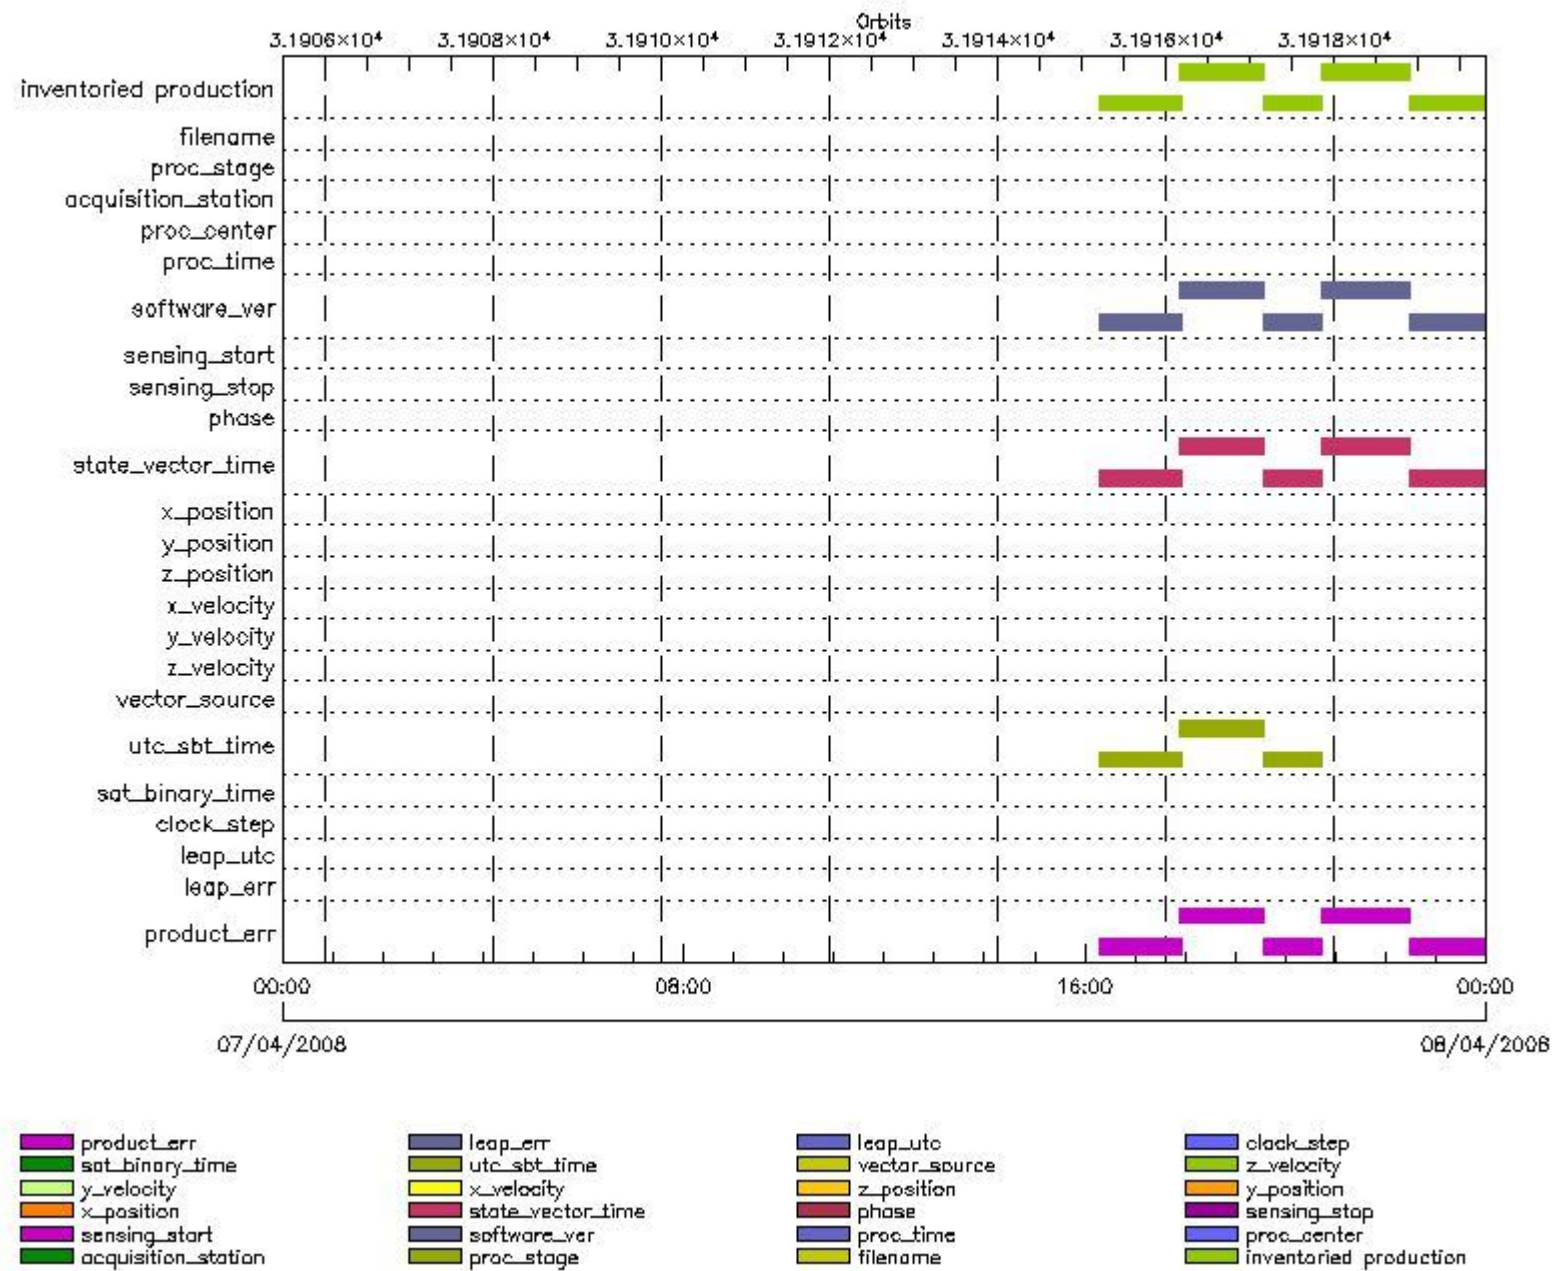 Orbits
3.1906×10⁴ 3.1908×10⁴ 3.1910×10⁴ 3.1912×10⁴ 3.1914×10⁴ 3.1916×10⁴ 3.1918×10⁴
inventoried production
filename
proc_stage
acquisition_station
proc_center
proc_time
software_ver
sensing_start
sensing_stop
phase
state_vector_time
x_position
y_position
z_position
x_velocity
y_velocity
z_velocity
vector_source
utc_sbt_time
sat_binary_time
clock_step
leap_utc
leap_err
product_err
00:00 08:00 16:00 00:00
07/04/2008 08/04/2008
product_err leap_err leap_utc clock_step
sat_binary_time utc_sbt_time vector_source z_velocity
y_velocity x_velocity z_position y_position
x_position state_vector_time phase sensing_stop
sensing_start software_ver proc_time proc_center
acquisition_station proc_stage filename inventoried production